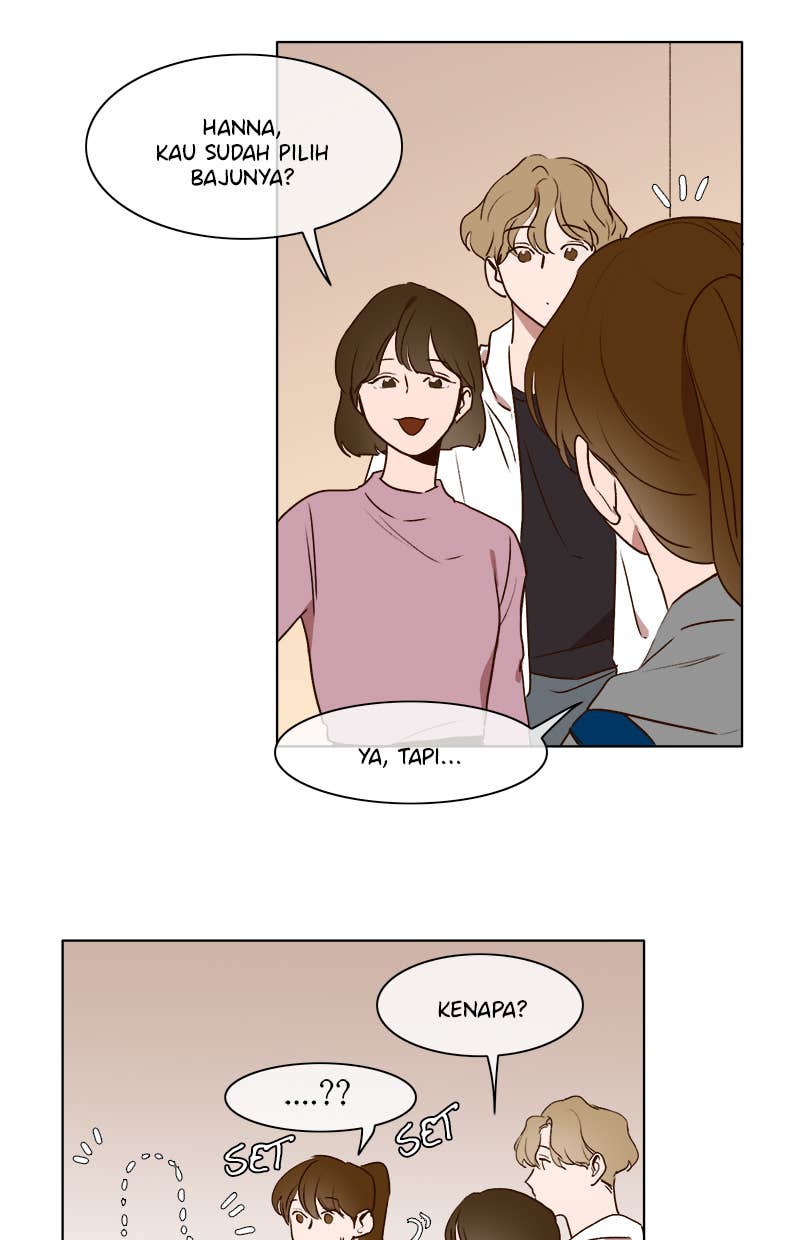 HANNA,
KAU SUDAH PILIH
BAJUNYA?
YA, TAPI...
KENAPA?
....??
SET
SET